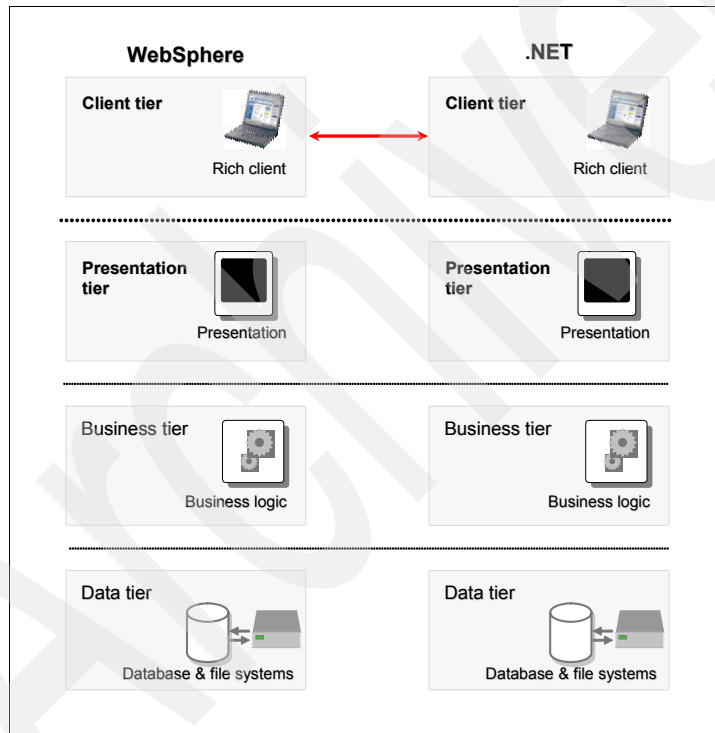 WebSphere
.NET
Client tier
Rich client
Client tier
Rich client
Presentation
tier
Presentation
Presentation
tier
Presentation
Business tier
Business logic
Business tier
Business logic
Data tier
Database & file systems
Data tier
Database & file systems
Archive